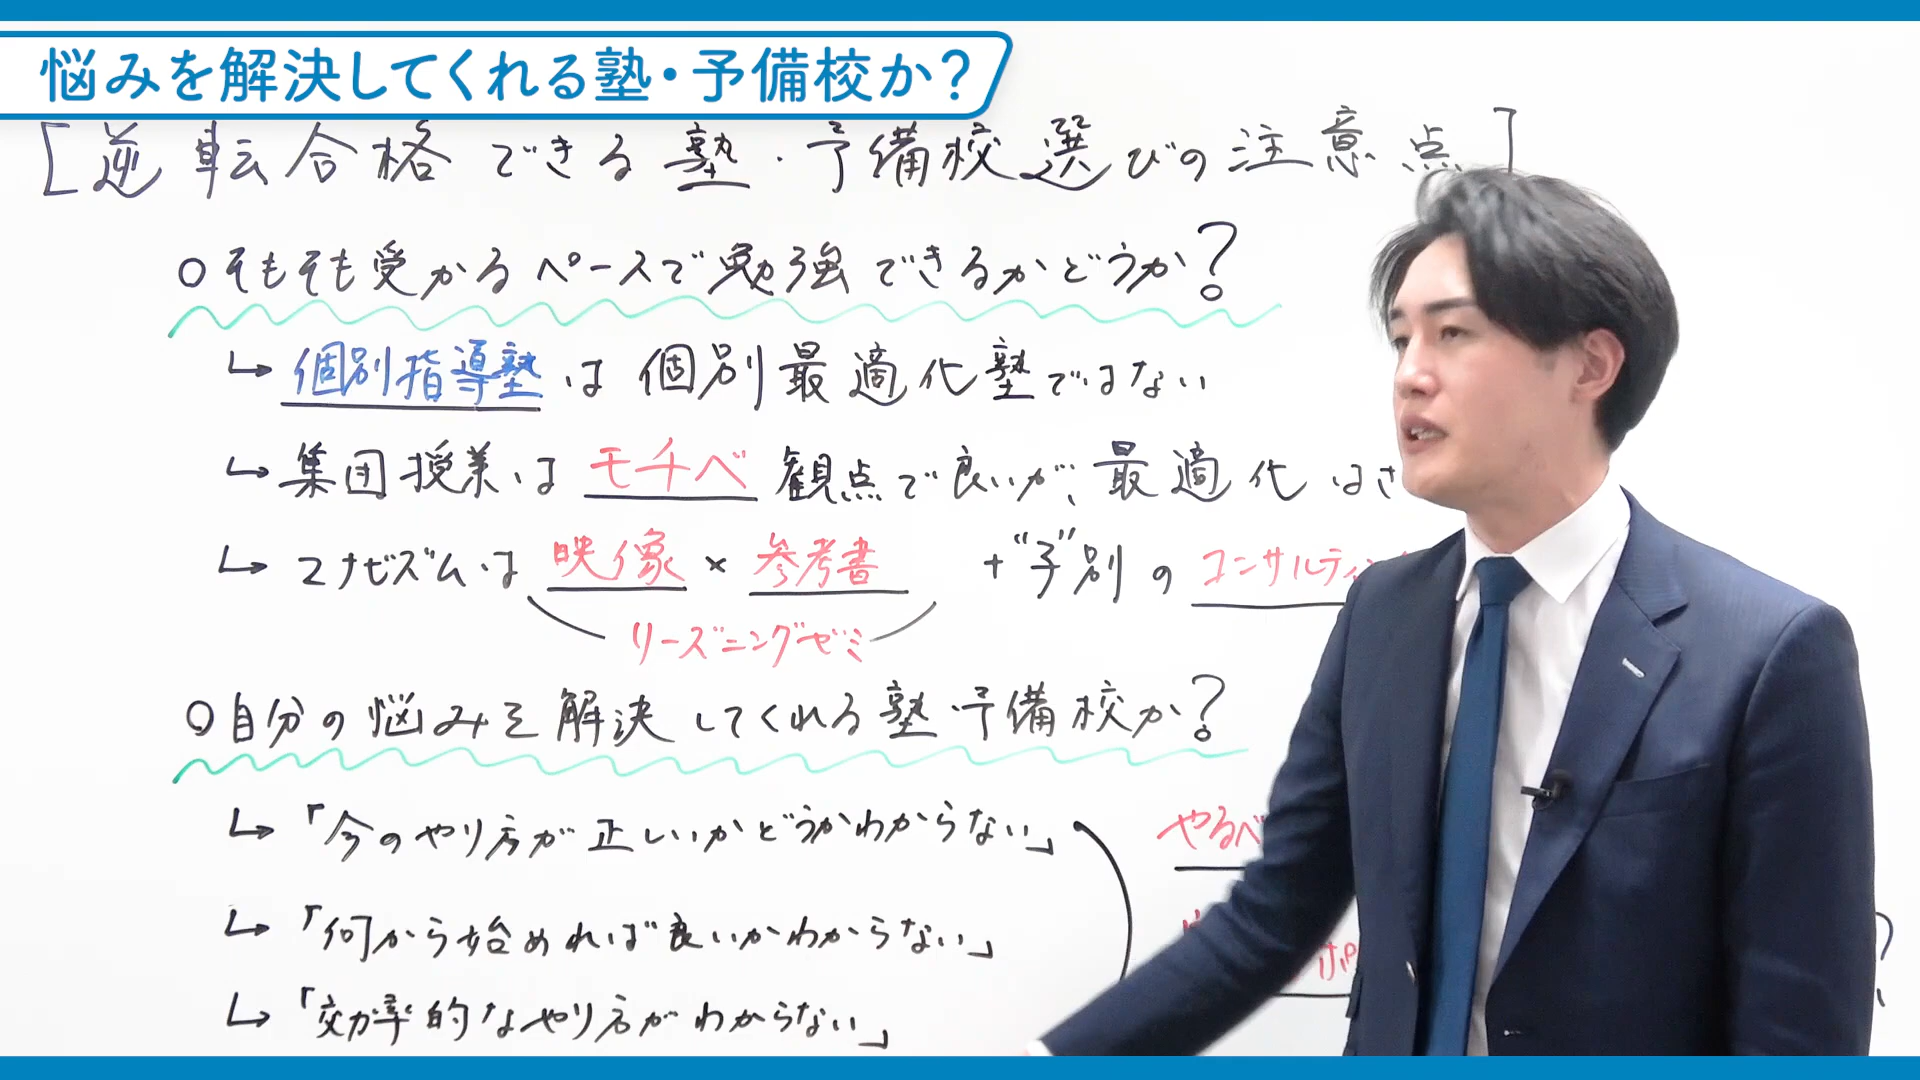 悩みを解決してくれる塾・予備校か?
[逆転合格できる塾・予備校選びの注意点]
○そもそも受かるペースで勉強できるかどうか?
↳個別指導塾は個別最適化塾ではない
↳集団授業はモチベ観点で良いが、最適化はさ
↳マナビズムは映像×参考書 +“子”別のコンサルティン
リーズニングゼミ
○自分の悩みを解決してくれる塾・予備校か?
↳「今のやり方が正しいかどうかわからない」
やるべ
↳「何から始めれば良いかわからない」
↳「効率的なやり方がわからない」